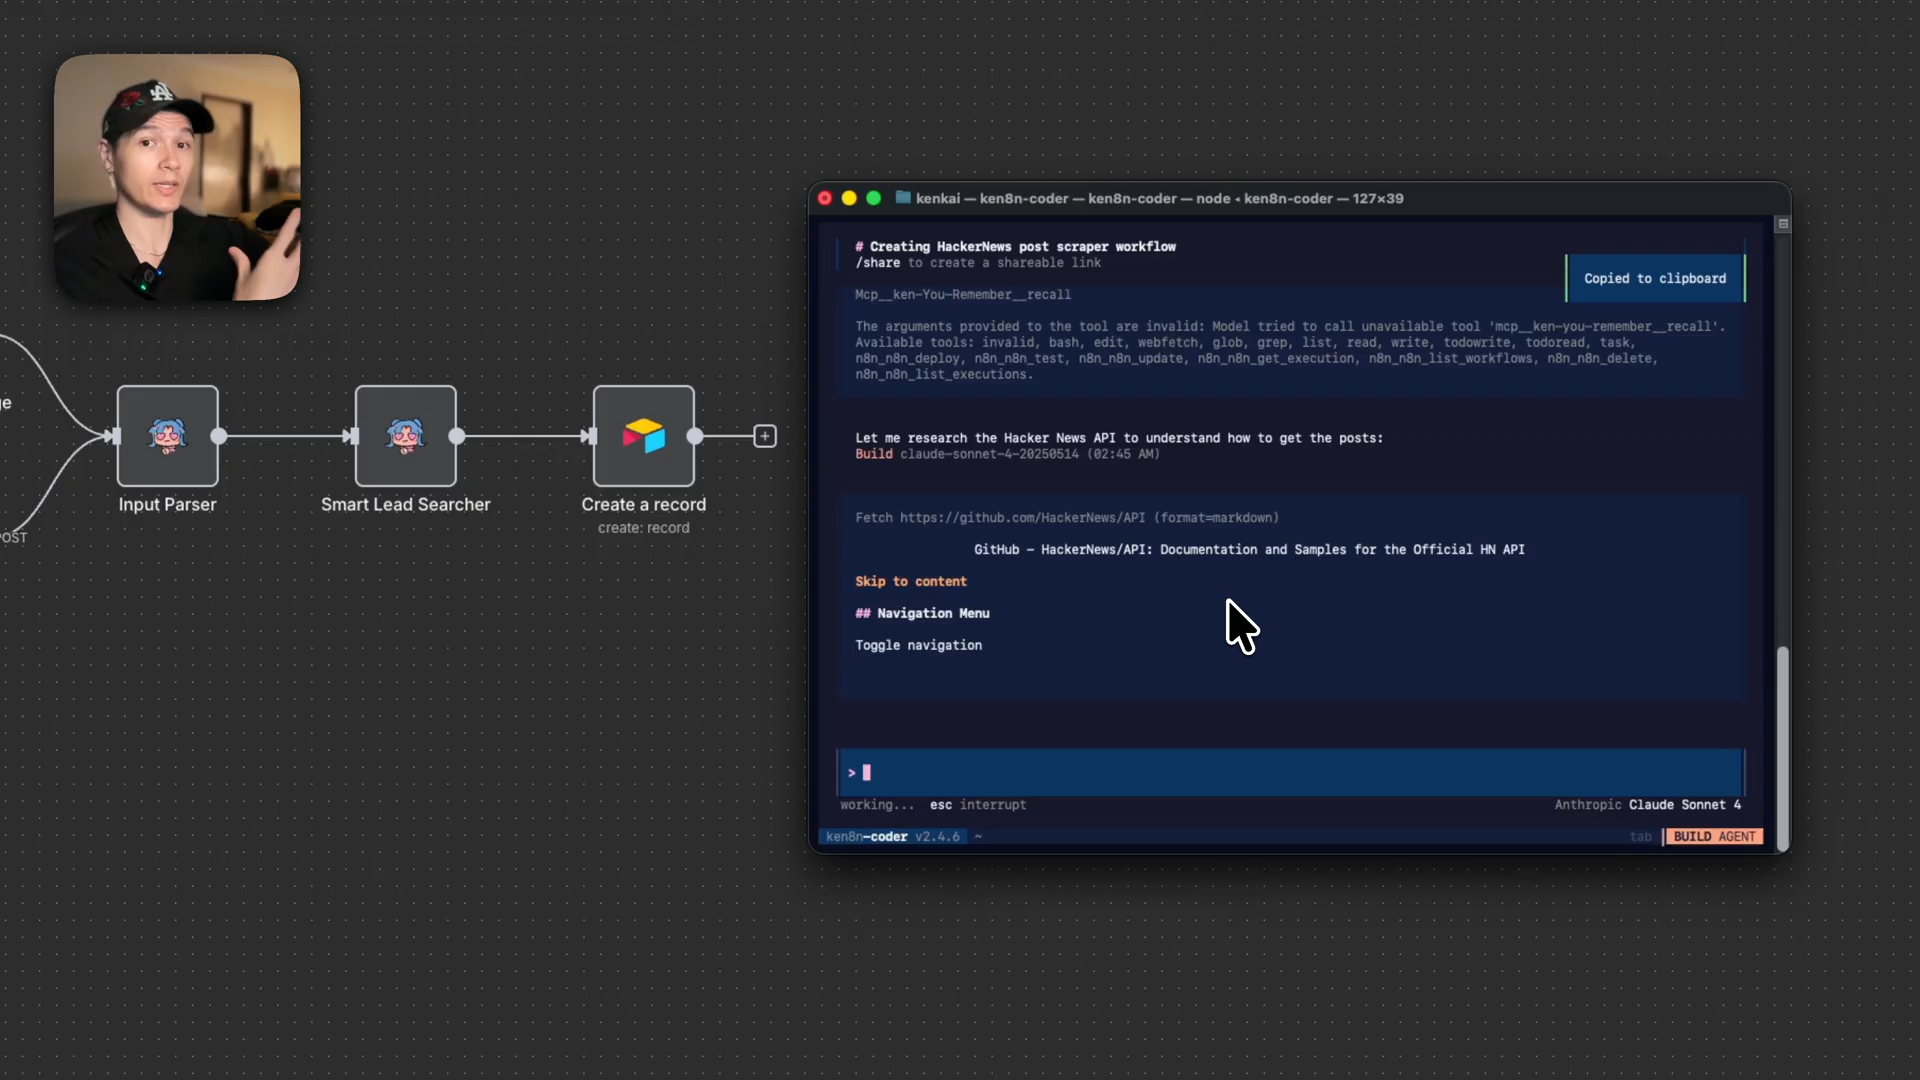 ge
POST
Input Parser
Smart Lead Searcher
Create a record
create: record
kenkai — ken8n-coder — ken8n-coder — node ◂ ken8n-coder — 127×39
# Creating HackerNews post scraper workflow
/share to create a shareable link
Copied to clipboard
Mcp__ken-You-Remember__recall
The arguments provided to the tool are invalid: Model tried to call unavailable tool 'mcp__ken-you-remember__recall'.
Available tools: invalid, bash, edit, webfetch, glob, grep, list, read, write, todowrite, todoread, task,
n8n_n8n_deploy, n8n_n8n_test, n8n_n8n_update, n8n_n8n_get_execution, n8n_n8n_list_workflows, n8n_n8n_delete,
n8n_n8n_list_executions.
Let me research the Hacker News API to understand how to get the posts:
Build claude-sonnet-4-20250514 (02:45 AM)
Fetch https://github.com/HackerNews/API (format=markdown)
GitHub - HackerNews/API: Documentation and Samples for the Official HN API
Skip to content
## Navigation Menu
Toggle navigation
>
working... esc interrupt
Anthropic Claude Sonnet 4
ken8n-coder v2.4.6 ~
tab BUILD AGENT